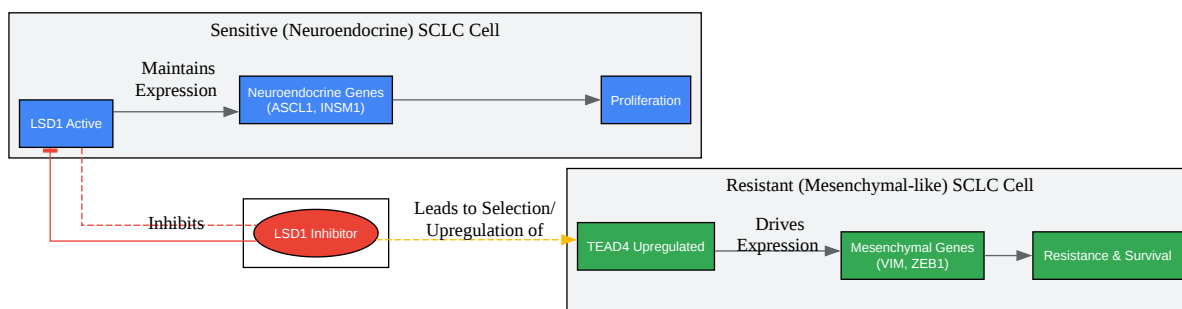 Sensitive (Neuroendocrine) SCLC Cell
Maintains
Expression
LSD1 Active
Neuroendocrine Genes
(ASCL1, INSM1)
Proliferation
Inhibits
LSD1 Inhibitor
Leads to Selection/
Upregulation of
Resistant (Mesenchymal-like) SCLC Cell
TEAD4 Upregulated
Drives
Expression
Mesenchymal Genes
(VIM, ZEB1)
Resistance & Survival